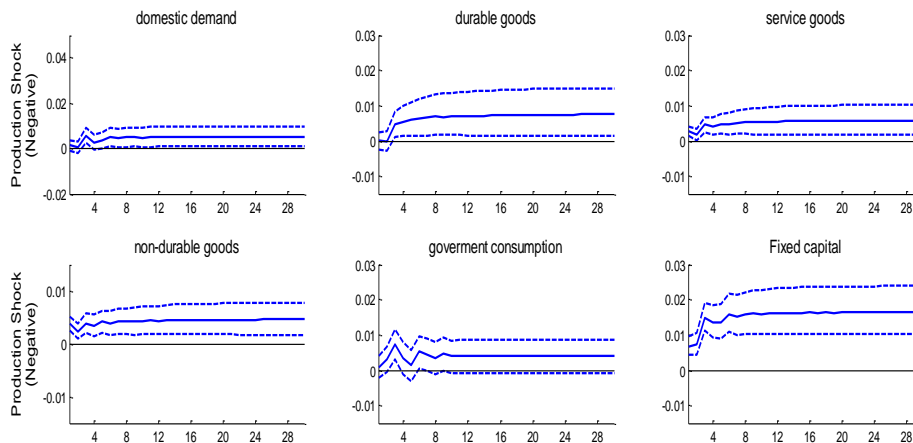 domestic demand
durable goods
service goods
Production Shock
(Negative)
0.04
0.02
0
-0.02
4 8 12 16 20 24 28
0.03
0.02
0.01
0
-0.01
4 8 12 16 20 24 28
0.03
0.02
0.01
0
-0.01
4 8 12 16 20 24 28
non-durable goods
goverment consumption
Fixed capital
Production Shock
(Negative)
0.01
0
-0.01
4 8 12 16 20 24 28
0.03
0.02
0.01
0
-0.01
4 8 12 16 20 24 28
0.03
0.02
0.01
0
-0.01
4 8 12 16 20 24 28